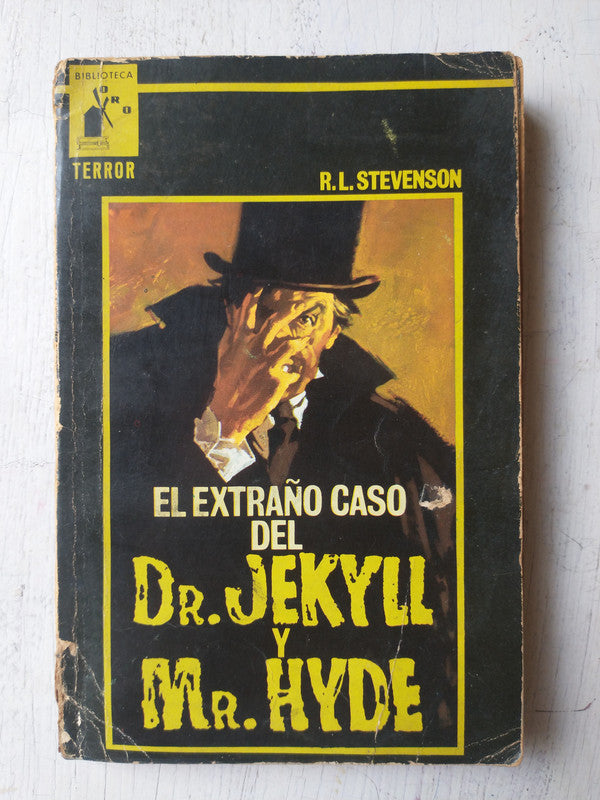 BIBLIOTECA
ORO
TERROR
R.L. STEVENSON
EL EXTRAÑO CASO
DEL
DR. JEKYLL
Y
MR. HYDE